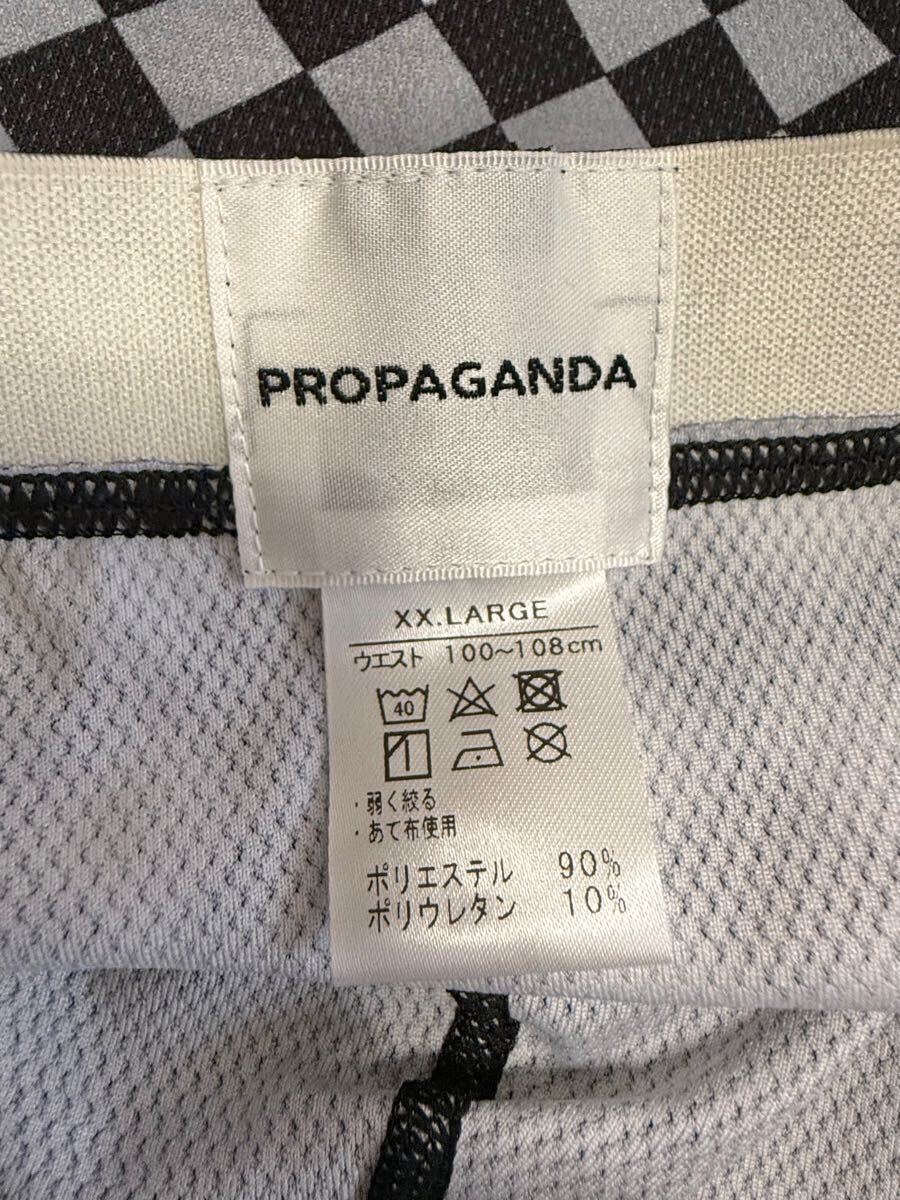 PROPAGANDA
XX.LARGE
ウエスト 100~108cm
40
・弱く絞る
・あて布使用
ポリエステル 90%
ポリウレタン 10%